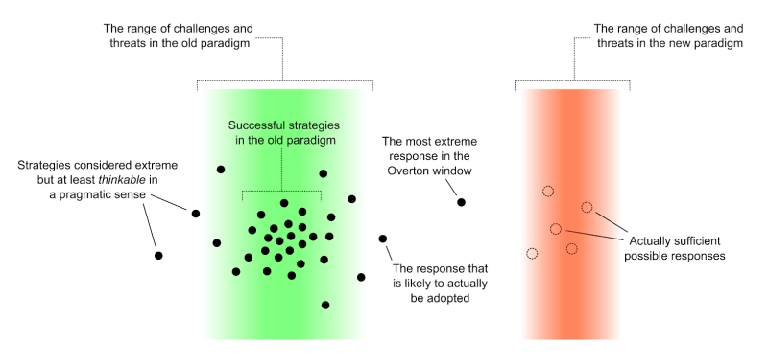 The range of challenges and
threats in the old paradigm
The range of challenges and
threats in the new paradigm
Successful strategies
in the old paradigm
The most extreme
response in the
Overton window
Strategies considered extreme
but at least thinkable in
a pragmatic sense
Actually sufficient
possible responses
The response that
is likely to actually
be adopted